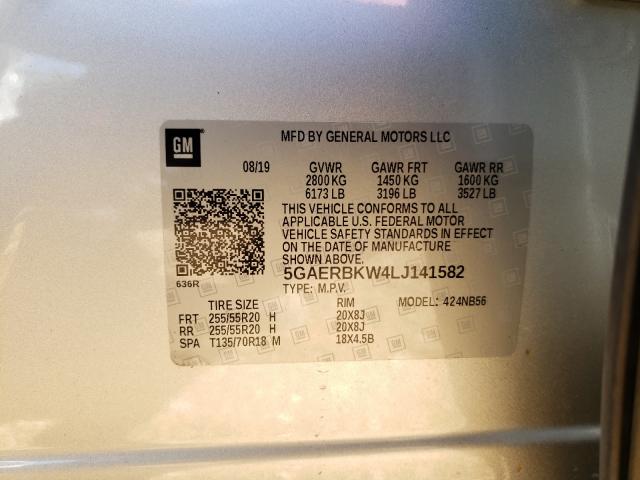 GM
MFD BY GENERAL MOTORS LLC
08/19 GVWR GAWR FRT GAWR RR
2800 KG 1450 KG 1600 KG
6173 LB 3196 LB 3527 LB
THIS VEHICLE CONFORMS TO ALL
APPLICABLE U.S. FEDERAL MOTOR
VEHICLE SAFETY STANDARDS IN EFFECT
ON THE DATE OF MANUFACTURE
SHOWN ABOVE.
636R
5GAERBKW4LJ141582
TYPE: M.P.V. MODEL: 424NB56
TIRE SIZE RIM
FRT 255/55R20 H 20X8J
RR 255/55R20 H 20X8J
SPA T135/70R18 M 18X4.5B